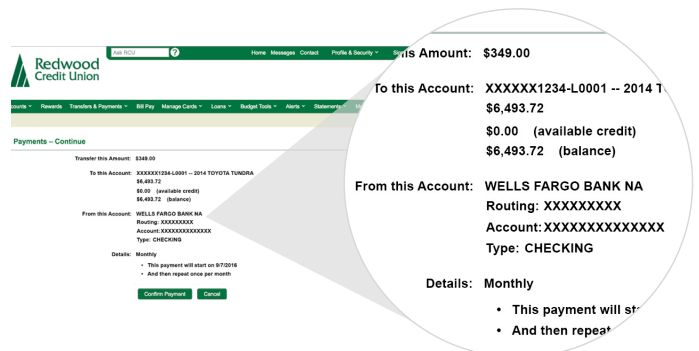 Ask RCU ?
Home Messages Contact Profile & Security
Redwood
Credit Union
Rewards Transfers & Payments Bill Pay Manage Cards Loans Budget Tools Alerts Statements
Payments – Continue
Transfer this Amount: $349.00
To this Account: XXXXXX1234-L0001 -- 2014 TOYOTA TUNDRA
$6,493.72
$0.00 (available credit)
$6,493.72 (balance)
From this Account: WELLS FARGO BANK NA
Routing: XXXXXXXXX
Account:XXXXXXXXXXXXXX
Type: CHECKING
Details: Monthly
• This payment will start on 9/7/2016
• And then repeat once per month
Confirm Payment Cancel
is Amount: $349.00
To this Account: XXXXXX1234-L0001 -- 2014 T
$6,493.72
$0.00 (available credit)
$6,493.72 (balance)
From this Account: WELLS FARGO BANK NA
Routing: XXXXXXXXX
Account:XXXXXXXXXXXXXX
Type: CHECKING
Details: Monthly
• This payment will
• And then repeat